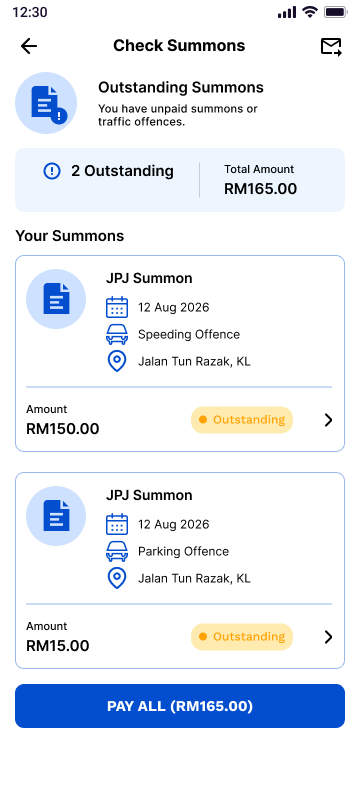 12:30
Check Summons
Outstanding Summons
You have unpaid summons or
traffic offences.
2 Outstanding
Total Amount
RM165.00
Your Summons
JPJ Summon
12 Aug 2026
Speeding Offence
Jalan Tun Razak, KL
Amount
RM150.00
Outstanding
JPJ Summon
12 Aug 2026
Parking Offence
Jalan Tun Razak, KL
Amount
RM15.00
Outstanding
PAY ALL (RM165.00)